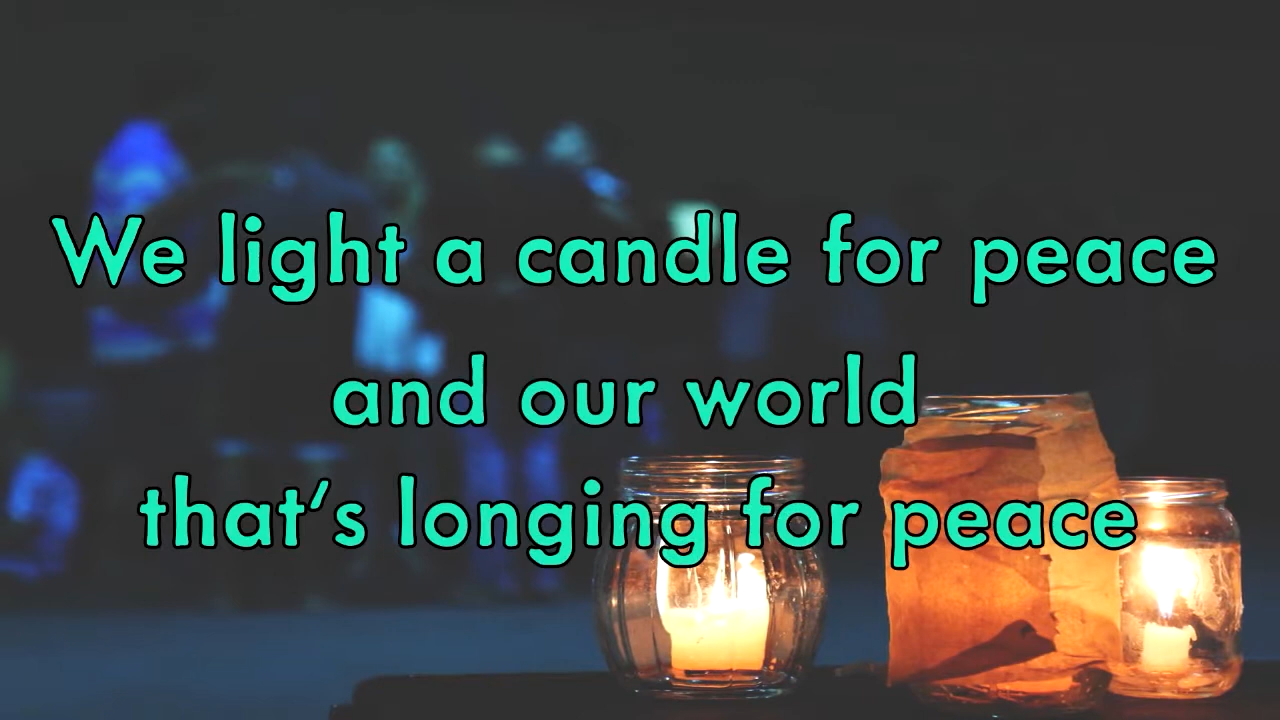 We light a candle for peace
and our world
that‘s longing for peace